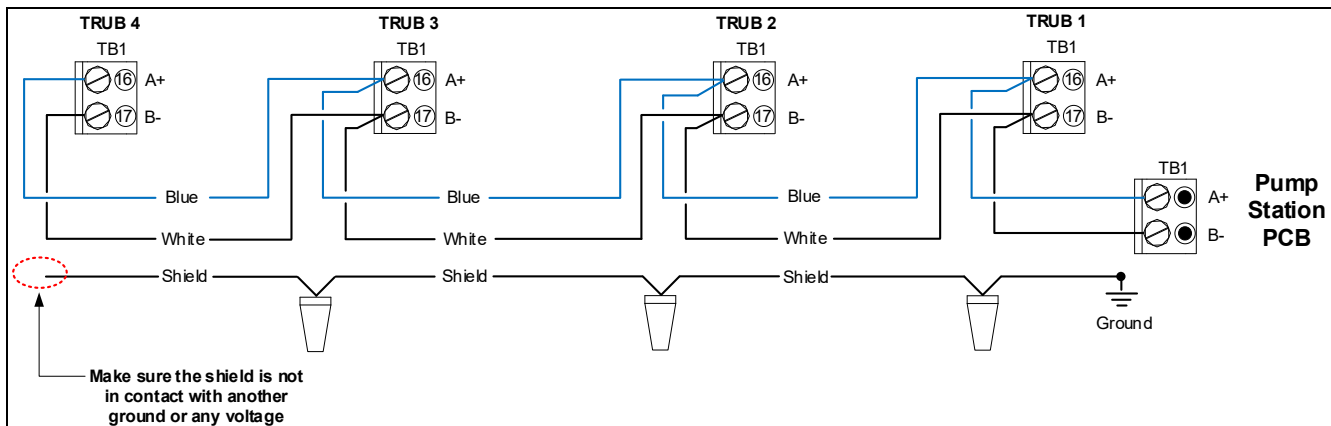 TRUB 4
TRUB 3
TRUB 2
TRUB 1
TB1
TB1
TB1
TB1
16 A+
16 A+
16 A+
16 A+
17 B-
17 B-
17 B-
17 B-
TB1
A+
B-
Pump
Station
PCB
Blue
Blue
Blue
White
White
White
Shield
Shield
Shield
Ground
Make sure the shield is not
in contact with another
ground or any voltage